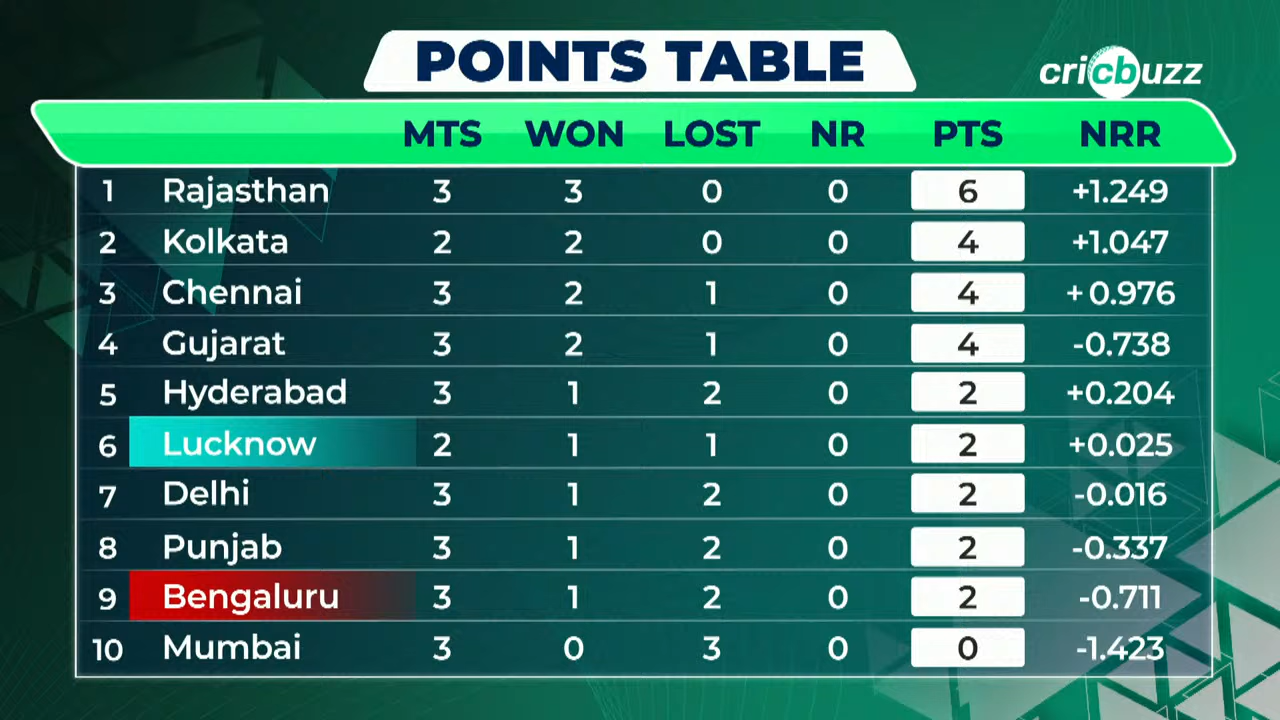 POINTS TABLE
cricbuzz
MTS WON LOST NR PTS NRR
1 Rajasthan 3 3 0 0 6 +1.249
2 Kolkata 2 2 0 0 4 +1.047
3 Chennai 3 2 1 0 4 +0.976
4 Gujarat 3 2 1 0 4 -0.738
5 Hyderabad 3 1 2 0 2 +0.204
6 Lucknow 2 1 1 0 2 +0.025
7 Delhi 3 1 2 0 2 -0.016
8 Punjab 3 1 2 0 2 -0.337
9 Bengaluru 3 1 2 0 2 -0.711
10 Mumbai 3 0 3 0 0 -1.423